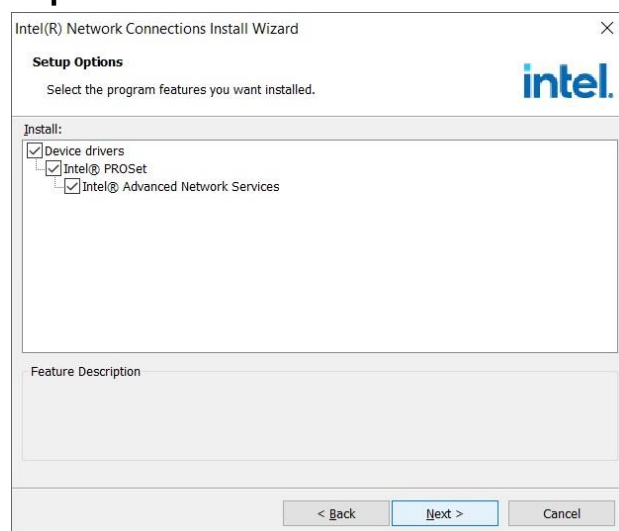 Intel(R) Network Connections Install Wizard
Setup Options
Select the program features you want installed.
intel.
Install:
Device drivers
Intel® PROSet
Intel® Advanced Network Services
Feature Description
< Back
Next >
Cancel